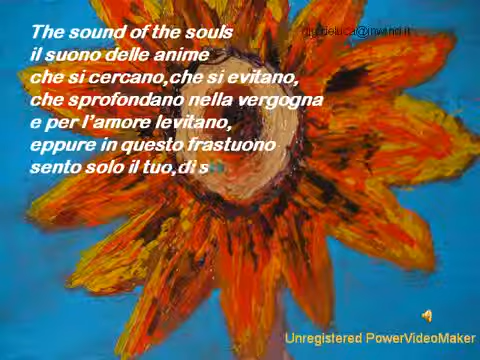 The sound of the souls
il suono delle anime
che si cercano,che si evitano,
che sprofondano nella vergogna
e per l'amore levitano,
eppure in questo frastuono
sento solo il tuo,di s
Unregistered PowerVideoMaker